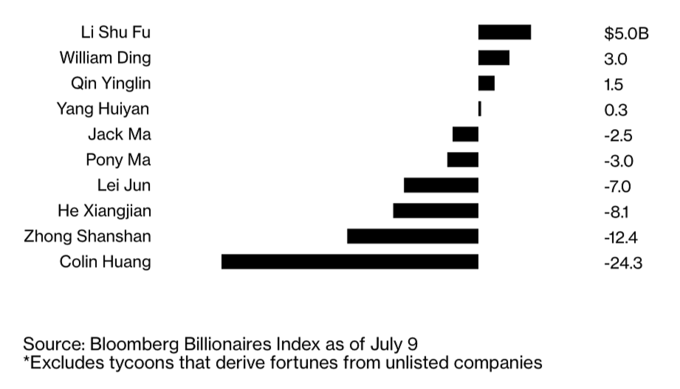 Li Shu Fu $5.0B
William Ding 3.0
Qin Yinglin 1.5
Yang Huiyan 0.3
Jack Ma -2.5
Pony Ma -3.0
Lei Jun -7.0
He Xiangjian -8.1
Zhong Shanshan -12.4
Colin Huang -24.3
Source: Bloomberg Billionaires Index as of July 9
*Excludes tycoons that derive fortunes from unlisted companies